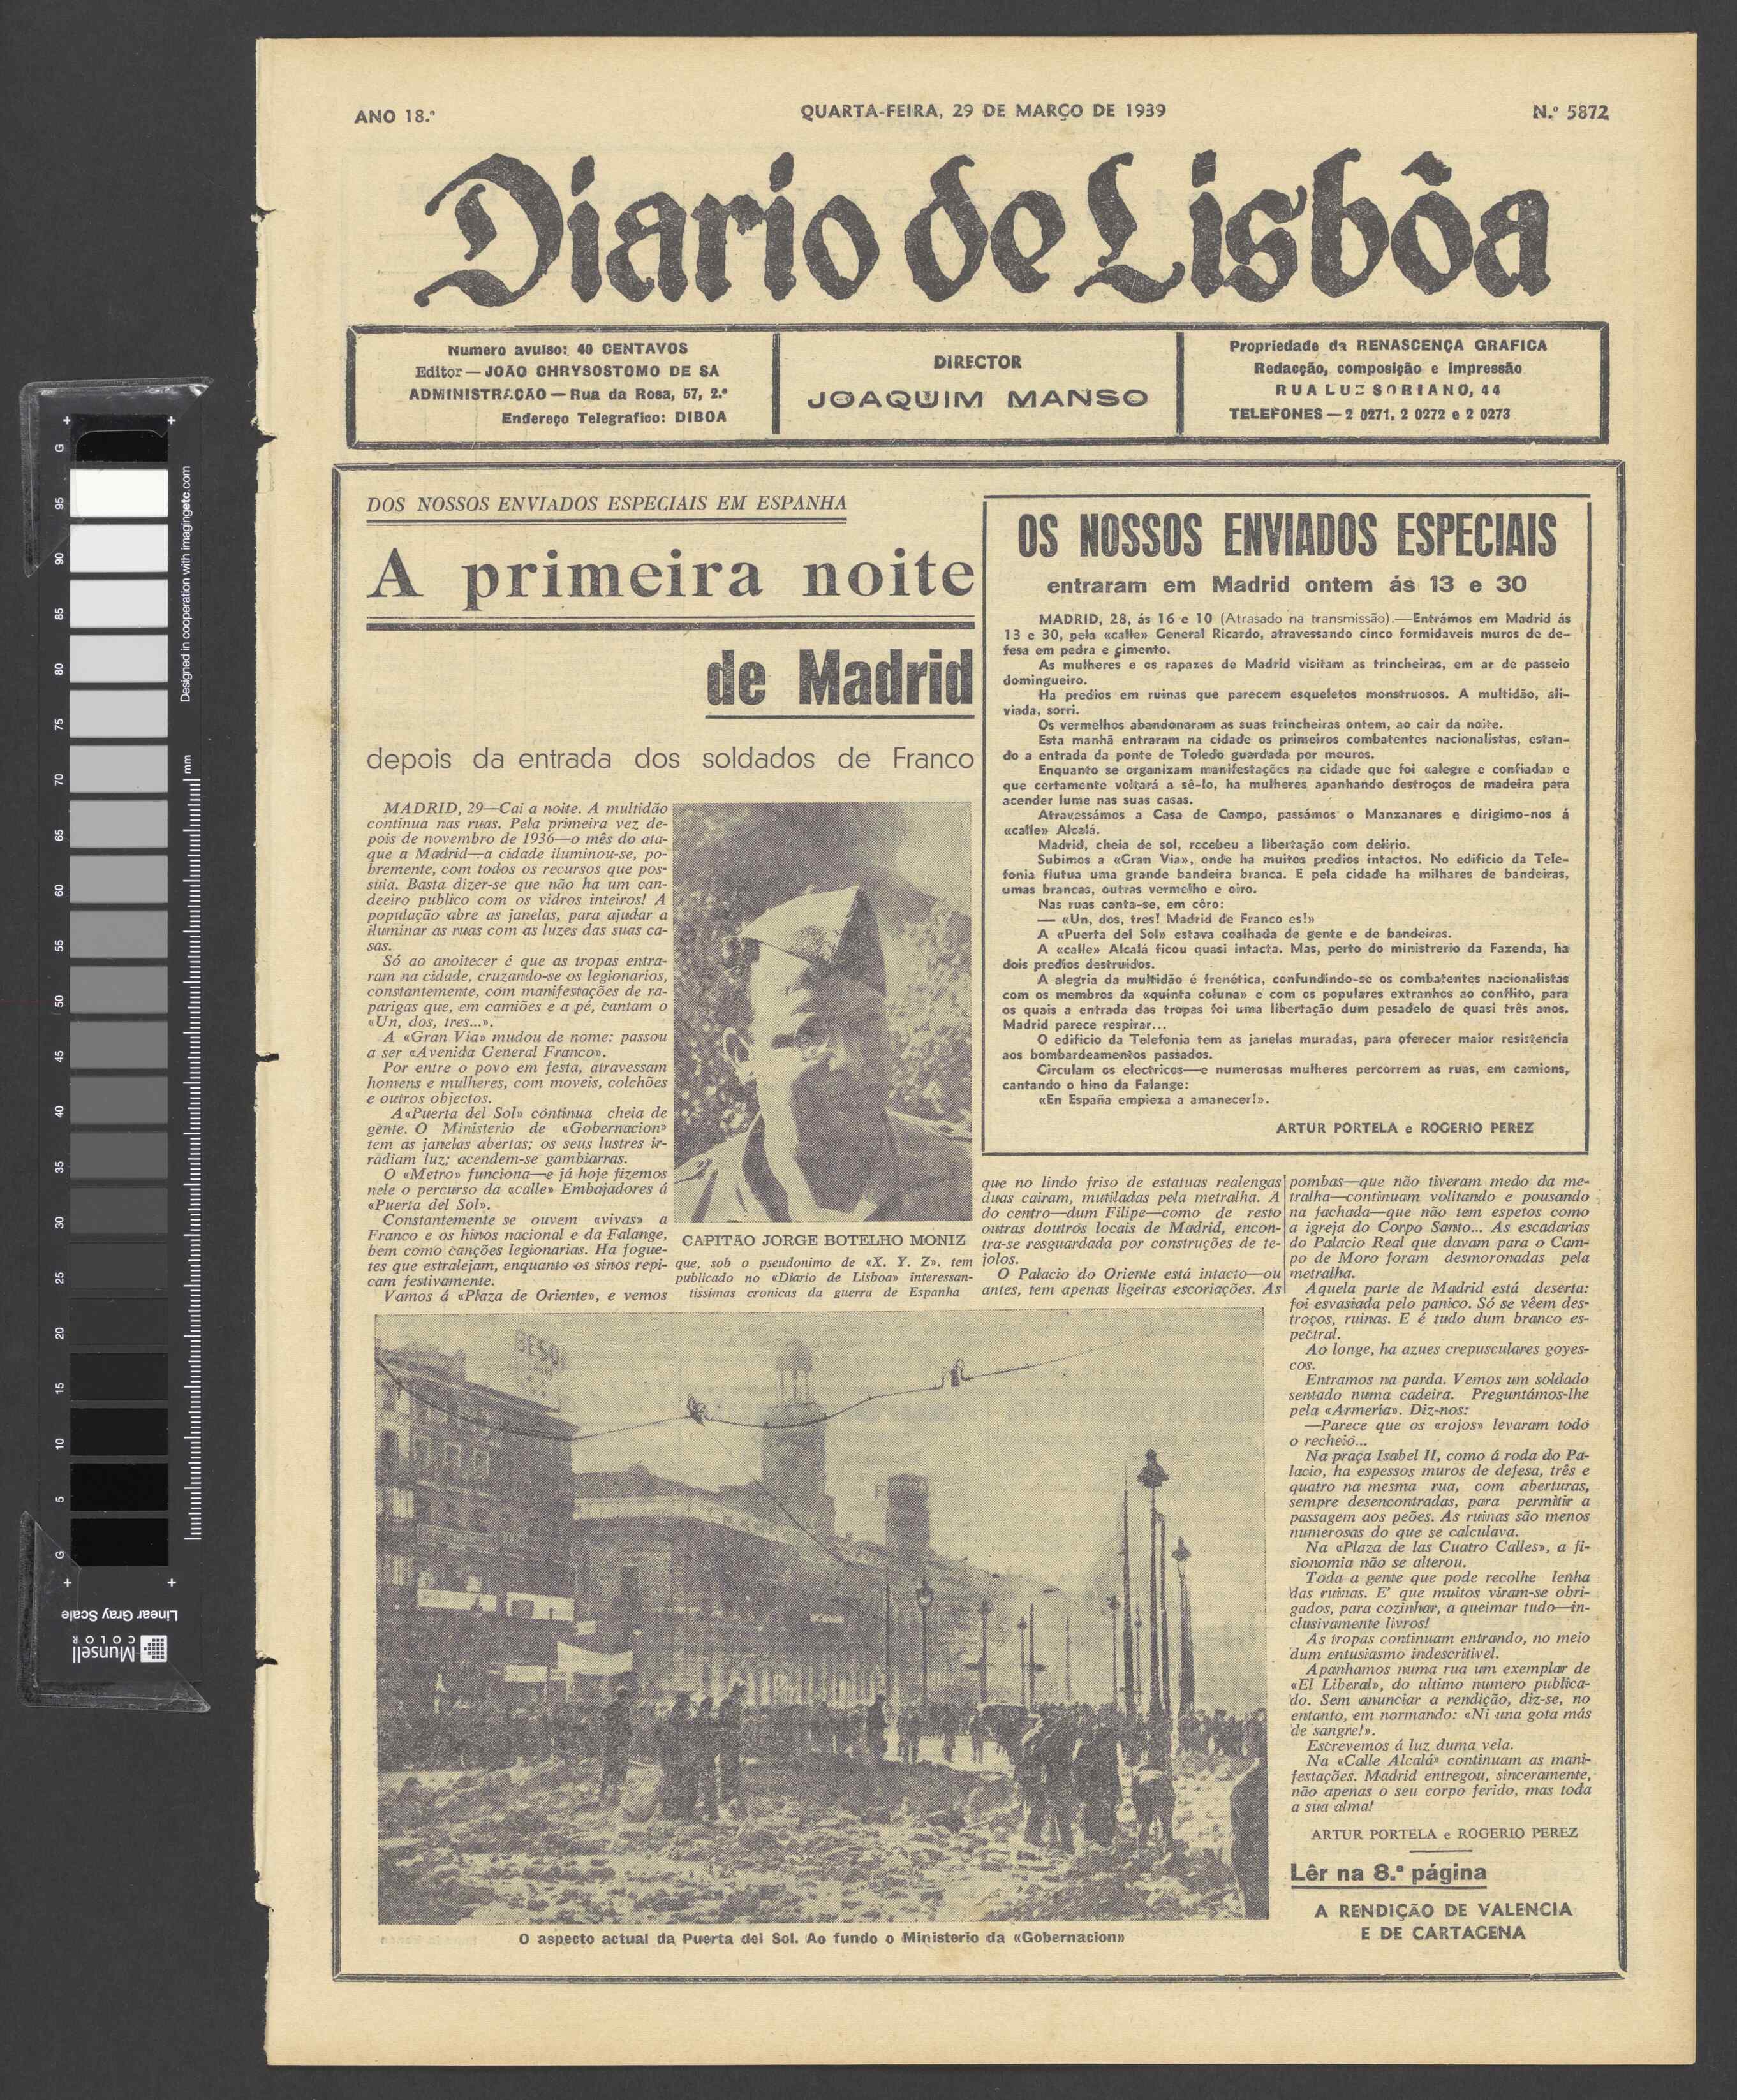 ANO 18.º
QUARTA-FEIRA, 29 DE MARÇO DE 1939
N.º 5872
Diario de Lisbôa
Numero avulso: 40 CENTAVOS
Editor — JOÃO CHRYSOSTOMO DE SA
ADMINISTRAÇÃO — Rua da Rosa, 57, 2.º
Endereço Telegrafico: DIBOA
DIRECTOR
JOAQUIM MANSO
Propriedade da RENASCENÇA GRAFICA
Redacção, composição e impressão
RUA LUZ SORIANO, 44
TELEFONES — 2 0271, 2 0272 e 2 0273
DOS NOSSOS ENVIADOS ESPECIAIS EM ESPANHA
A primeira noite
de Madrid
depois da entrada dos soldados de Franco
MADRID, 29—Cai a noite. A multidão
continua nas ruas. Pela primeira vez de-
pois de novembro de 1936—o mês do ata-
que a Madrid—a cidade iluminou-se, po-
bremente, com todos os recursos que pos-
suia. Basta dizer-se que não ha um can-
deeiro publico com os vidros inteiros! A
população abre as janelas, para ajudar a
iluminar as ruas com as luzes das suas ca-
sas.
Só ao anoitecer é que as tropas entra-
ram na cidade, cruzando-se os legionarios,
constantemente, com manifestações de ra-
parigas que, em camiões e a pé, cantam o
«Un, dos, tres...».
A «Gran Via» mudou de nome: passou
a ser «Avenida General Franco».
Por entre o povo em festa, atravessam
homens e mulheres, com moveis, colchões
e outros objectos.
A «Puerta del Sol» continua cheia de
gente. O Ministerio de «Gobernacion»
tem as janelas abertas; os seus lustres ir-
radiam luz; acendem-se gambiarras.
O «Metro» funciona—e já hoje fizemos
nele o percurso da «calle» Embajadores á
«Puerta del Sol».
Constantemente se ouvem «vivas» a
Franco e os hinos nacional e da Falange,
bem como canções legionarias. Ha fogue-
tes que estralejam, enquanto os sinos repi-
cam festivamente.
Vamos á «Plaza de Oriente», e vemos
CAPITÃO JORGE BOTELHO MONIZ
que, sob o pseudonimo de «X. Y. Z». tem
publicado no «Diario de Lisboa» interessan-
tissimas cronicas da guerra de Espanha
OS NOSSOS ENVIADOS ESPECIAIS
entraram em Madrid ontem ás 13 e 30
MADRID, 28, ás 16 e 10 (Atrasado na transmissão).—Entrámos em Madrid ás
13 e 30, pela «calle» General Ricardo, atravessando cinco formidaveis muros de de-
fesa em pedra e cimento.
As mulheres e os rapazes de Madrid visitam as trincheiras, em ar de passeio
domingueiro.
Ha predios em ruinas que parecem esqueletos monstruosos. A multidão, ali-
viada, sorri.
Os vermelhos abandonaram as suas trincheiras ontem, ao cair da noite.
Esta manhã entraram na cidade os primeiros combatentes nacionalistas, estan-
do a entrada da ponte de Toledo guardada por mouros.
Enquanto se organizam manifestações na cidade que foi «alegre e confiada» e
que certamente voltará a sê-lo, ha mulheres apanhando destroços de madeira para
acender lume nas suas casas.
Atravessámos a Casa de Campo, passámos o Manzanares e dirigimo-nos á
«calle» Alcalá.
Madrid, cheia de sol, recebeu a libertação com delirio.
Subimos a «Gran Via», onde ha muitos predios intactos. No edificio da Tele-
fonia flutua uma grande bandeira branca. E pela cidade ha milhares de bandeiras,
umas brancas, outras vermelho e oiro.
Nas ruas canta-se, em côro:
— «Un, dos, tres! Madrid de Franco es!»
A «Puerta del Sol» estava coalhada de gente e de bandeiras.
A «calle» Alcalá ficou quasi intacta. Mas, perto do ministrerio da Fazenda, ha
dois predios destruidos.
A alegria da multidão é frenética, confundindo-se os combatentes nacionalistas
com os membros da «quinta coluna» e com os populares extranhos ao conflito, para
os quais a entrada das tropas foi uma libertação dum pesadelo de quasi três anos.
Madrid parece respirar...
O edificio da Telefonia tem as janelas muradas, para oferecer maior resistencia
aos bombardeamentos passados.
Circulam os electricos—e numerosas mulheres percorrem as ruas, em camions,
cantando o hino da Falange:
«En España empieza a amanecer!».
ARTUR PORTELA e ROGERIO PEREZ
que no lindo friso de estatuas realengas
duas cairam, mutiladas pela metralha. A
do centro—dum Filipe—como de resto
outras doutros locais de Madrid, encon-
tra-se resguardada por construções de te-
jolos.
O Palacio do Oriente está intacto—ou
antes, tem apenas ligeiras escoriações. As
pombas—que não tiveram medo da me-
tralha—continuam volitando e pousando
na fachada—que não tem espetos como
a igreja do Corpo Santo... As escadarias
do Palacio Real que davam para o Cam-
po de Moro foram desmoronadas pela
metralha.
Aquela parte de Madrid está deserta:
foi esvasiada pelo panico. Só se vêem des-
troços, ruinas. E é tudo dum branco es-
pectral.
Ao longe, ha azues crepusculares goyes-
cos.
Entramos na parda. Vemos um soldado
sentado numa cadeira. Preguntámos-lhe
pela «Armería». Diz-nos:
—Parece que os «rojos» levaram todo
o recheio...
Na praça Isabel II, como á roda do Pa-
lacio, ha espessos muros de defesa, três e
quatro na mesma rua, com aberturas,
sempre desencontradas, para permitir a
passagem aos peões. As ruinas são menos
numerosas do que se calculava.
Na «Plaza de las Cuatro Calles», a fi-
sionomia não se alterou.
Toda a gente que pode recolhe lenha
das ruinas. E' que muitos viram-se obri-
gados, para cozinhar, a queimar tudo—in-
clusivamente livros!
As tropas continuam entrando, no meio
dum entusiasmo indescritivel.
Apanhamos numa rua um exemplar de
«El Liberal», do ultimo numero publica-
do. Sem anunciar a rendição, diz-se, no
entanto, em normando: «Ni una gota más
de sangre!».
Escrevemos á luz duma vela.
Na «Calle Alcalá» continuam as mani-
festações. Madrid entregou, sinceramente,
não apenas o seu corpo ferido, mas toda
a sua alma!
ARTUR PORTELA e ROGERIO PEREZ
Lêr na 8.ª página
A RENDIÇÃO DE VALENCIA
E DE CARTAGENA
O aspecto actual da Puerta del Sol. Ao fundo o Ministerio da «Gobernacion»
Designed in cooperation with imagingetc.com
mm
G 95 90 85 80 75 70 65 60 55 50 45 40 35 30 25 20 15 10 5 G
Linear Gray Scale
Munsell
COLOR